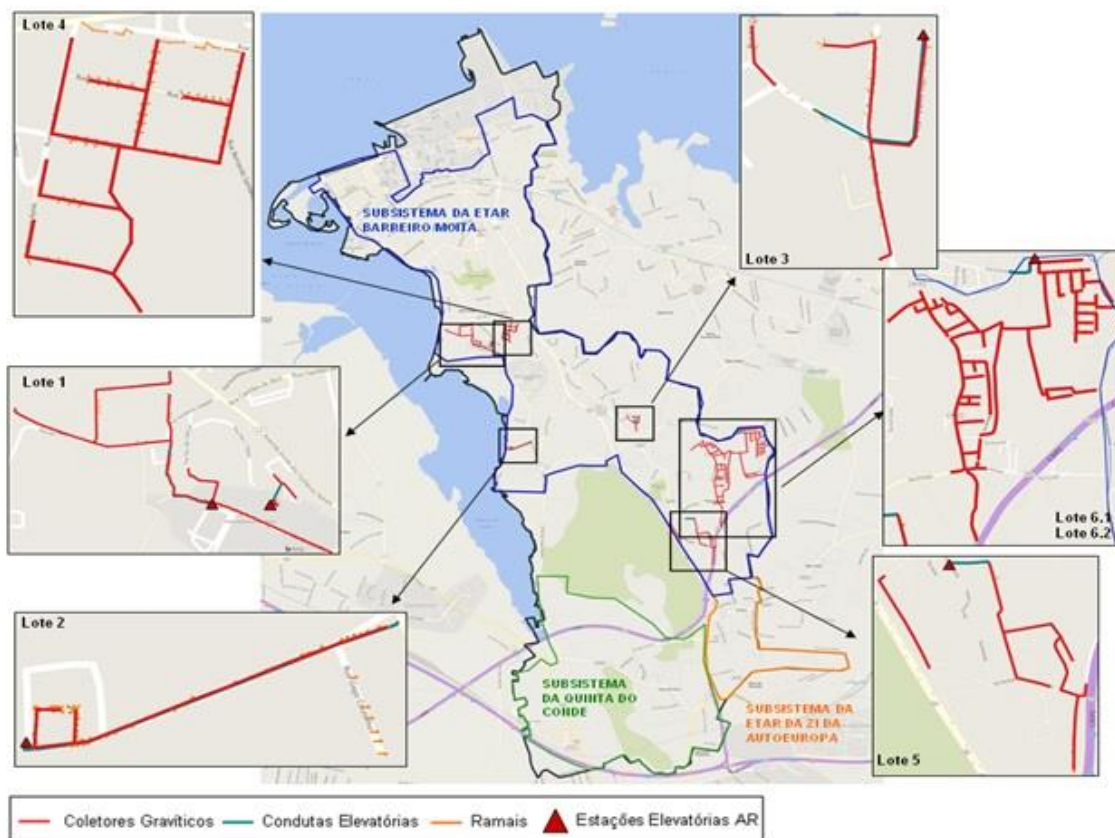 Lote 4
SUBSISTEMA DA ETAR
BARREIRO/MOITA
Lote 3
Lote 1
Lote 6.1
Lote 6.2
Lote 2
SUBSISTEMA
DA QUINTA DO
CONDE
SUBSISTEMA DA
ETAR DA ZI DA
AUTOEUROPA
Lote 5
Coletores Gravíticos
Condutas Elevatórias
Ramais
Estações Elevatórias AR